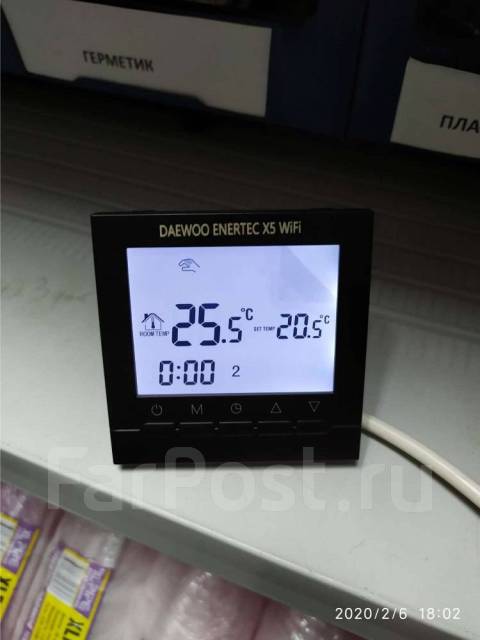 ГЕРМЕТИК
ПЛА
DAEWOO ENERTEC X5 WiFi
ROOM TEMP 25.5°C SET TEMP 20.5°C
0:00 2
M
FarPost.ru
XL
2020/2/6 18:02